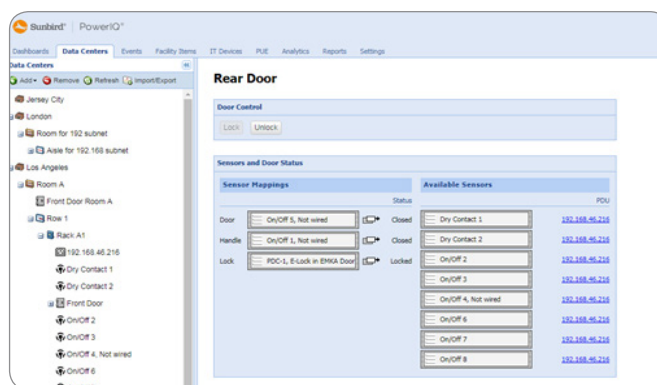 Sunbird® | PowerIQ®
Dashboards Data Centers Events Facility Items IT Devices PUE Analytics Reports Settings
Data Centers
Add Remove Refresh Import/Export
Jersey City
London
Room for 192 subnet
Aisle for 192.168 subnet
Los Angeles
Room A
Front Door Room A
Row 1
Rack A1
192.168.46.216
Dry Contact 1
Dry Contact 2
Front Door
On/Off 2
On/Off 3
On/Off 4, Not wired
On/Off 6
Rear Door
Door Control
Lock Unlock
Sensors and Door Status
Sensor Mappings
Status
Door On/Off 5, Not wired Closed
Handle On/Off 1, Not wired Closed
Lock PDC-1, E-Lock in EMKA Door Locked
Available Sensors
PDU
Dry Contact 1 192.168.46.216
Dry Contact 2 192.168.46.216
On/Off 2 192.168.46.216
On/Off 3 192.168.46.216
On/Off 4, Not wired 192.168.46.216
On/Off 6 192.168.46.216
On/Off 7 192.168.46.216
On/Off 8 192.168.46.216